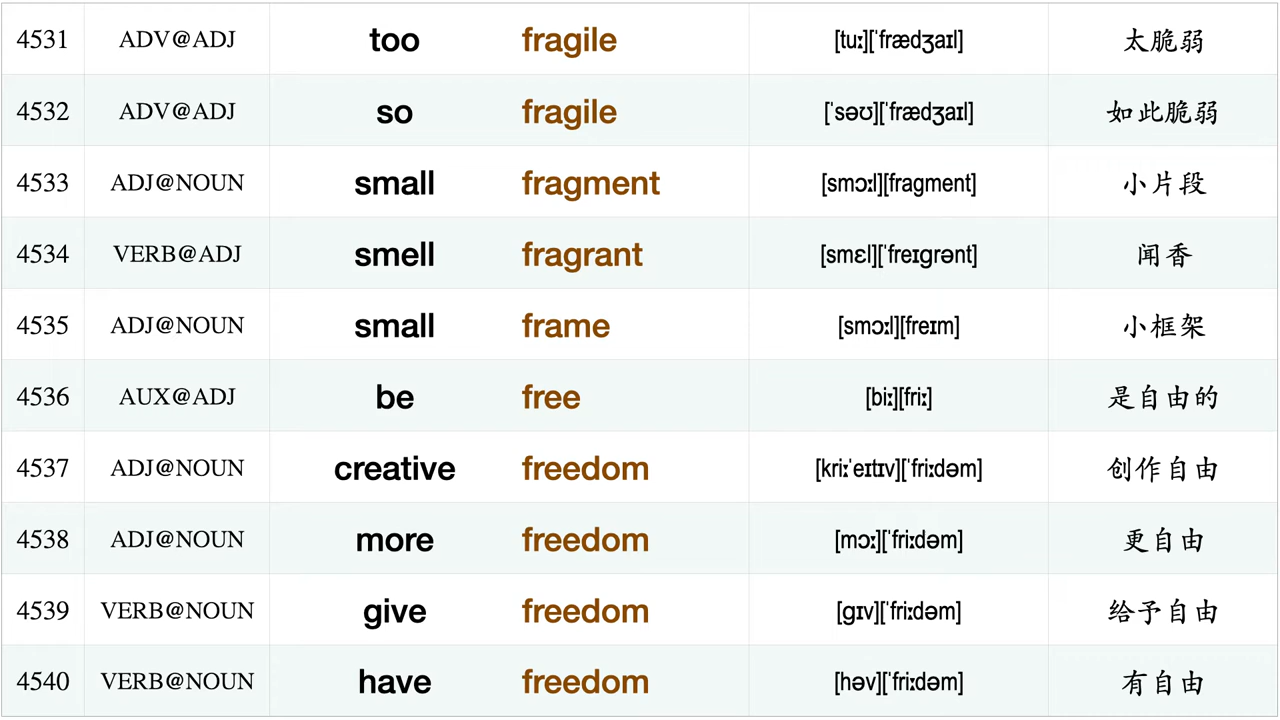 4531 ADV@ADJ too fragile [tuː][ˈfrædʒaɪl] 太脆弱
4532 ADV@ADJ so fragile [ˈsəʊ][ˈfrædʒaɪl] 如此脆弱
4533 ADJ@NOUN small fragment [smɔːl][fragment] 小片段
4534 VERB@ADJ smell fragrant [smɛl][ˈfreɪɡrənt] 闻香
4535 ADJ@NOUN small frame [smɔːl][freɪm] 小框架
4536 AUX@ADJ be free [biː][friː] 是自由的
4537 ADJ@NOUN creative freedom [kriːˈeɪtɪv][ˈfriːdəm] 创作自由
4538 ADJ@NOUN more freedom [mɔː][ˈfriːdəm] 更自由
4539 VERB@NOUN give freedom [ɡɪv][ˈfriːdəm] 给予自由
4540 VERB@NOUN have freedom [həv][ˈfriːdəm] 有自由